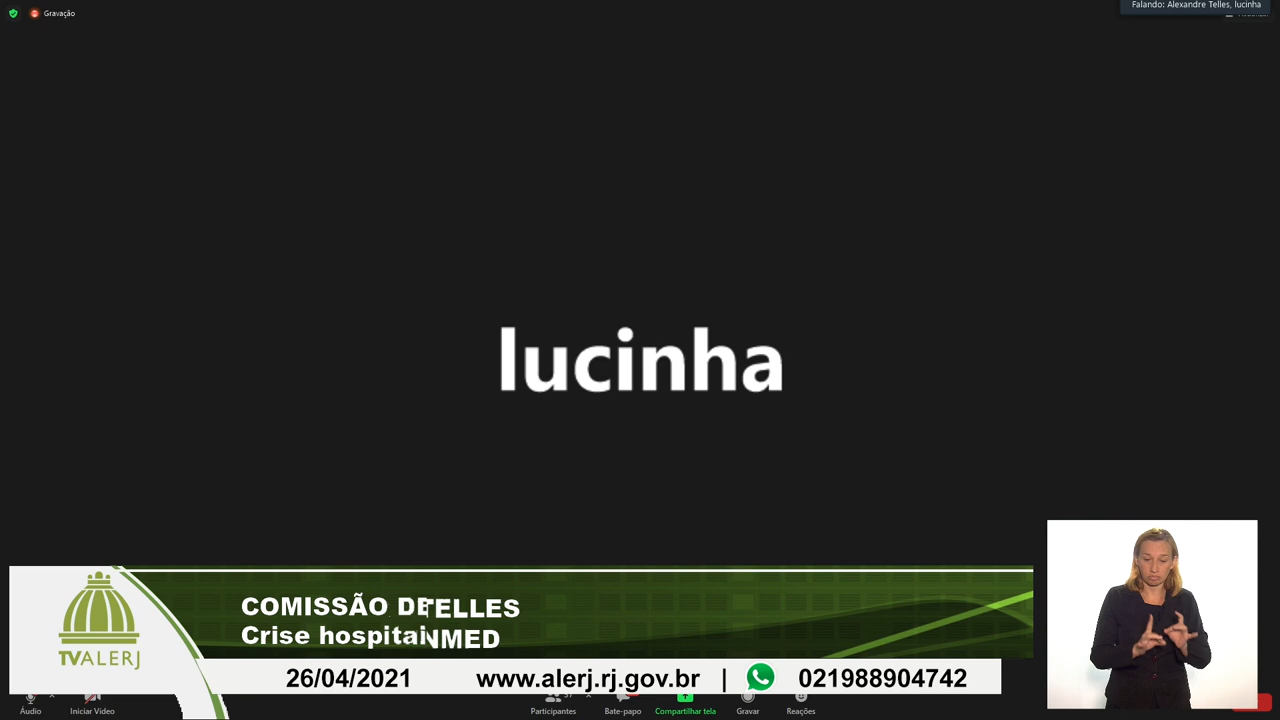 Gravação
Falando: Alexandre Telles, lucinha
lucinha
COMISSÃO DE TELLES
Crise hospita NMED
TVALERJ
26/04/2021 www.alerj.rj.gov.br | 021988904742
Áudio Iniciar Vídeo Participantes Bate-papo Compartilhar tela Gravar Reações